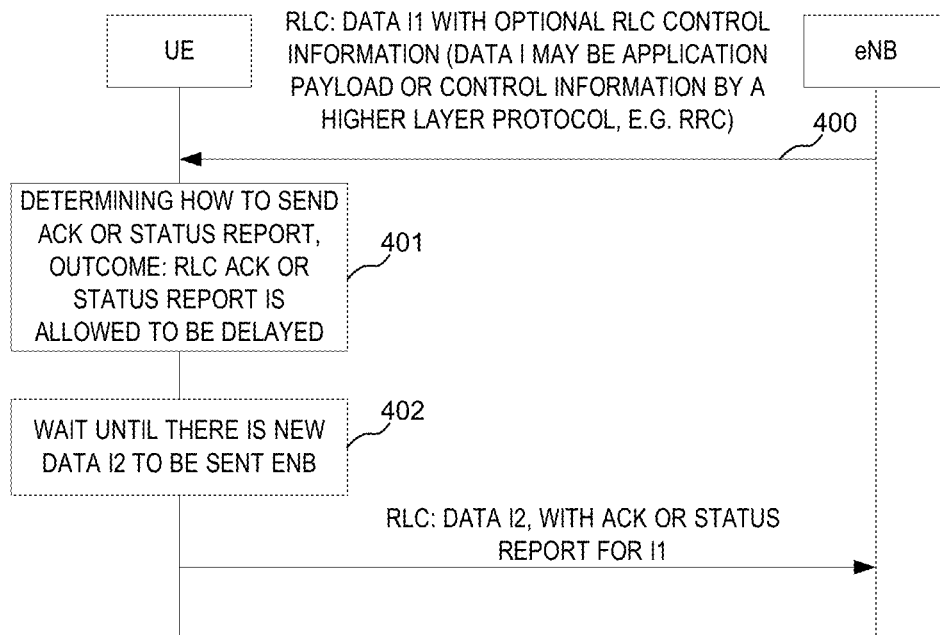 UE
RLC: DATA I1 WITH OPTIONAL RLC CONTROL
INFORMATION (DATA I MAY BE APPLICATION
PAYLOAD OR CONTROL INFORMATION BY A
HIGHER LAYER PROTOCOL, E.G. RRC)
eNB
400
DETERMINING HOW TO SEND
ACK OR STATUS REPORT,
OUTCOME: RLC ACK OR
STATUS REPORT IS
ALLOWED TO BE DELAYED
401
WAIT UNTIL THERE IS NEW
DATA I2 TO BE SENT ENB
402
RLC: DATA I2, WITH ACK OR STATUS
REPORT FOR I1